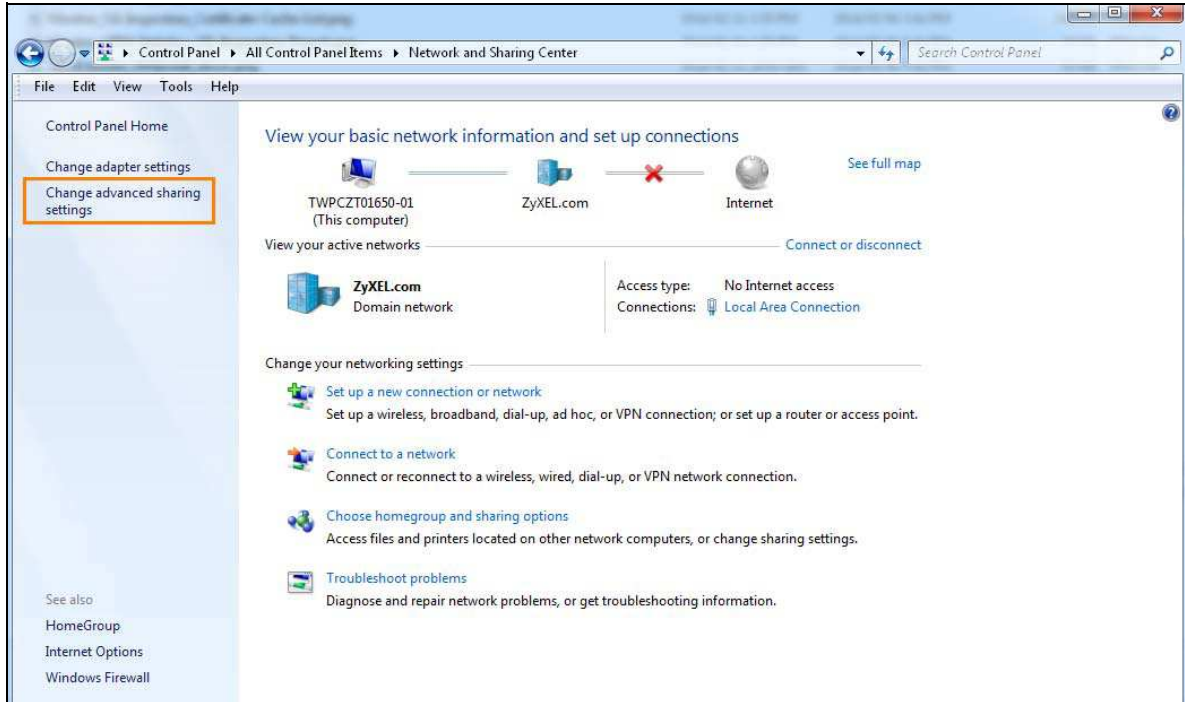 Control Panel ▸ All Control Panel Items ▸ Network and Sharing Center
Search Control Panel
File Edit View Tools Help
Control Panel Home
Change adapter settings
Change advanced sharing
settings
View your basic network information and set up connections
See full map
TWPCZT01650-01
(This computer)
ZyXEL.com
Internet
View your active networks
Connect or disconnect
ZyXEL.com
Domain network
Access type: No Internet access
Connections: Local Area Connection
Change your networking settings
Set up a new connection or network
Set up a wireless, broadband, dial-up, ad hoc, or VPN connection; or set up a router or access point.
Connect to a network
Connect or reconnect to a wireless, wired, dial-up, or VPN network connection.
Choose homegroup and sharing options
Access files and printers located on other network computers, or change sharing settings.
Troubleshoot problems
Diagnose and repair network problems, or get troubleshooting information.
See also
HomeGroup
Internet Options
Windows Firewall